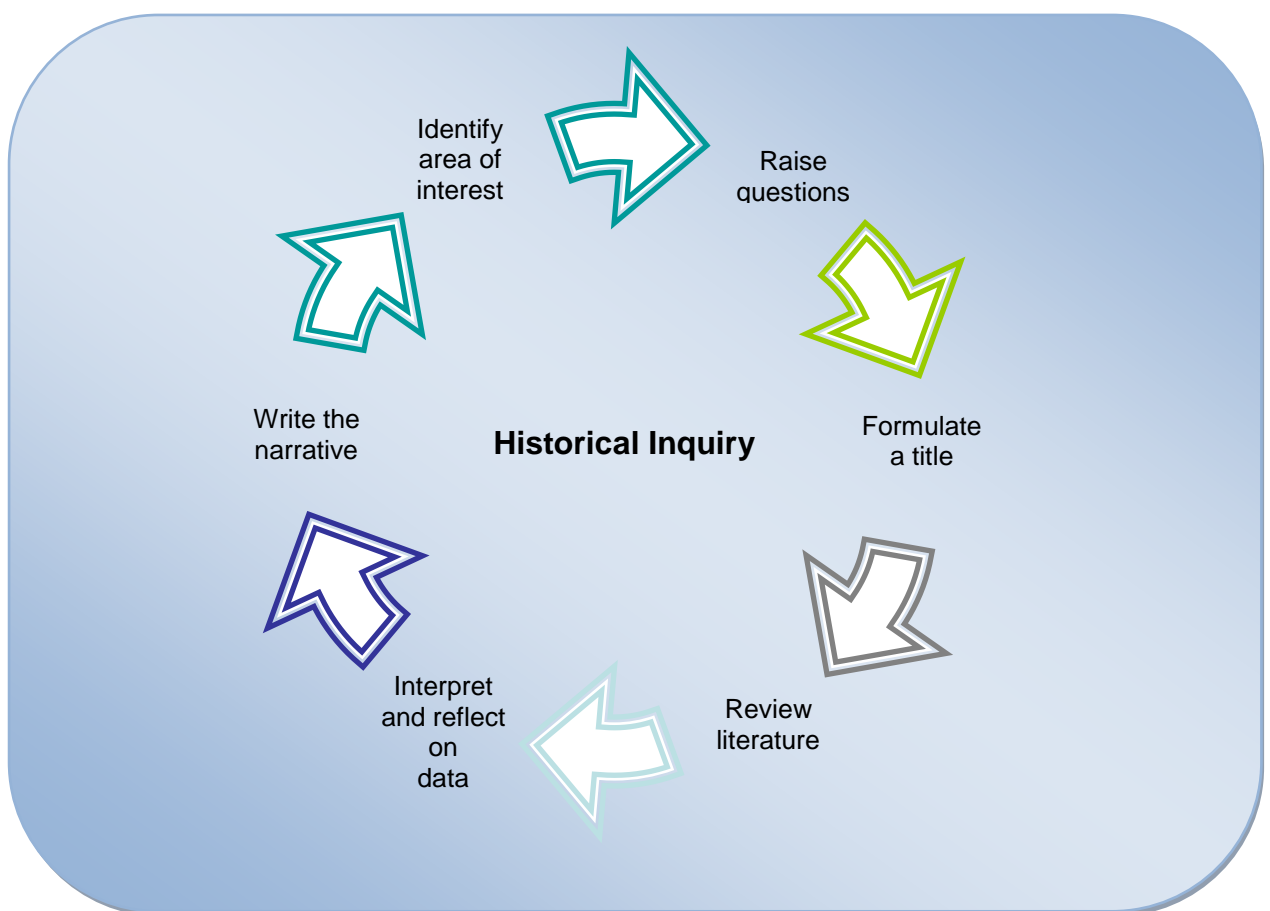 Identify
area of
interest
Raise
questions
Formulate
a title
Review
literature
Interpret
and reflect
on
data
Write the
narrative
Historical Inquiry